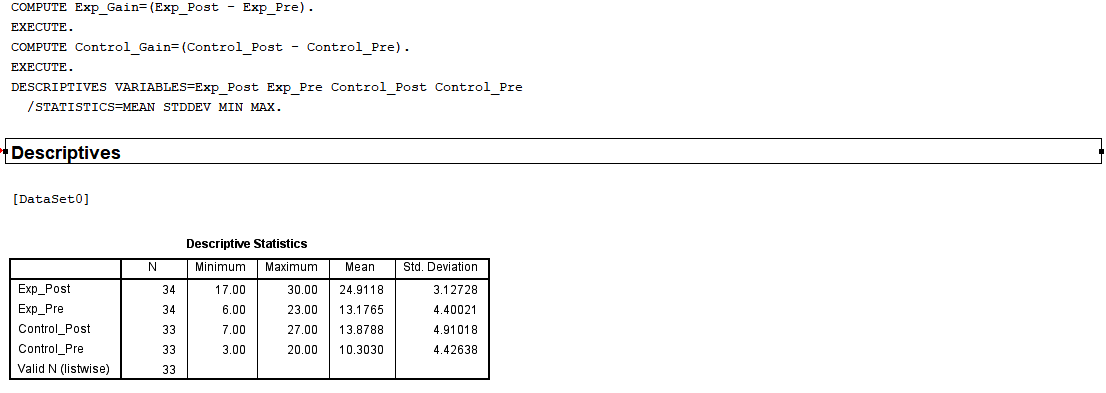 COMPUTE Exp_Gain=(Exp_Post - Exp_Pre).
EXECUTE.
COMPUTE Control_Gain=(Control_Post - Control_Pre).
EXECUTE.
DESCRIPTIVES VARIABLES=Exp_Post Exp_Pre Control_Post Control_Pre
/STATISTICS=MEAN STDDEV MIN MAX.
Descriptives
[DataSet0]
Descriptive Statistics
N Minimum Maximum Mean Std. Deviation
Exp_Post 34 17.00 30.00 24.9118 3.12728
Exp_Pre 34 6.00 23.00 13.1765 4.40021
Control_Post 33 7.00 27.00 13.8788 4.91018
Control_Pre 33 3.00 20.00 10.3030 4.42638
Valid N (listwise) 33